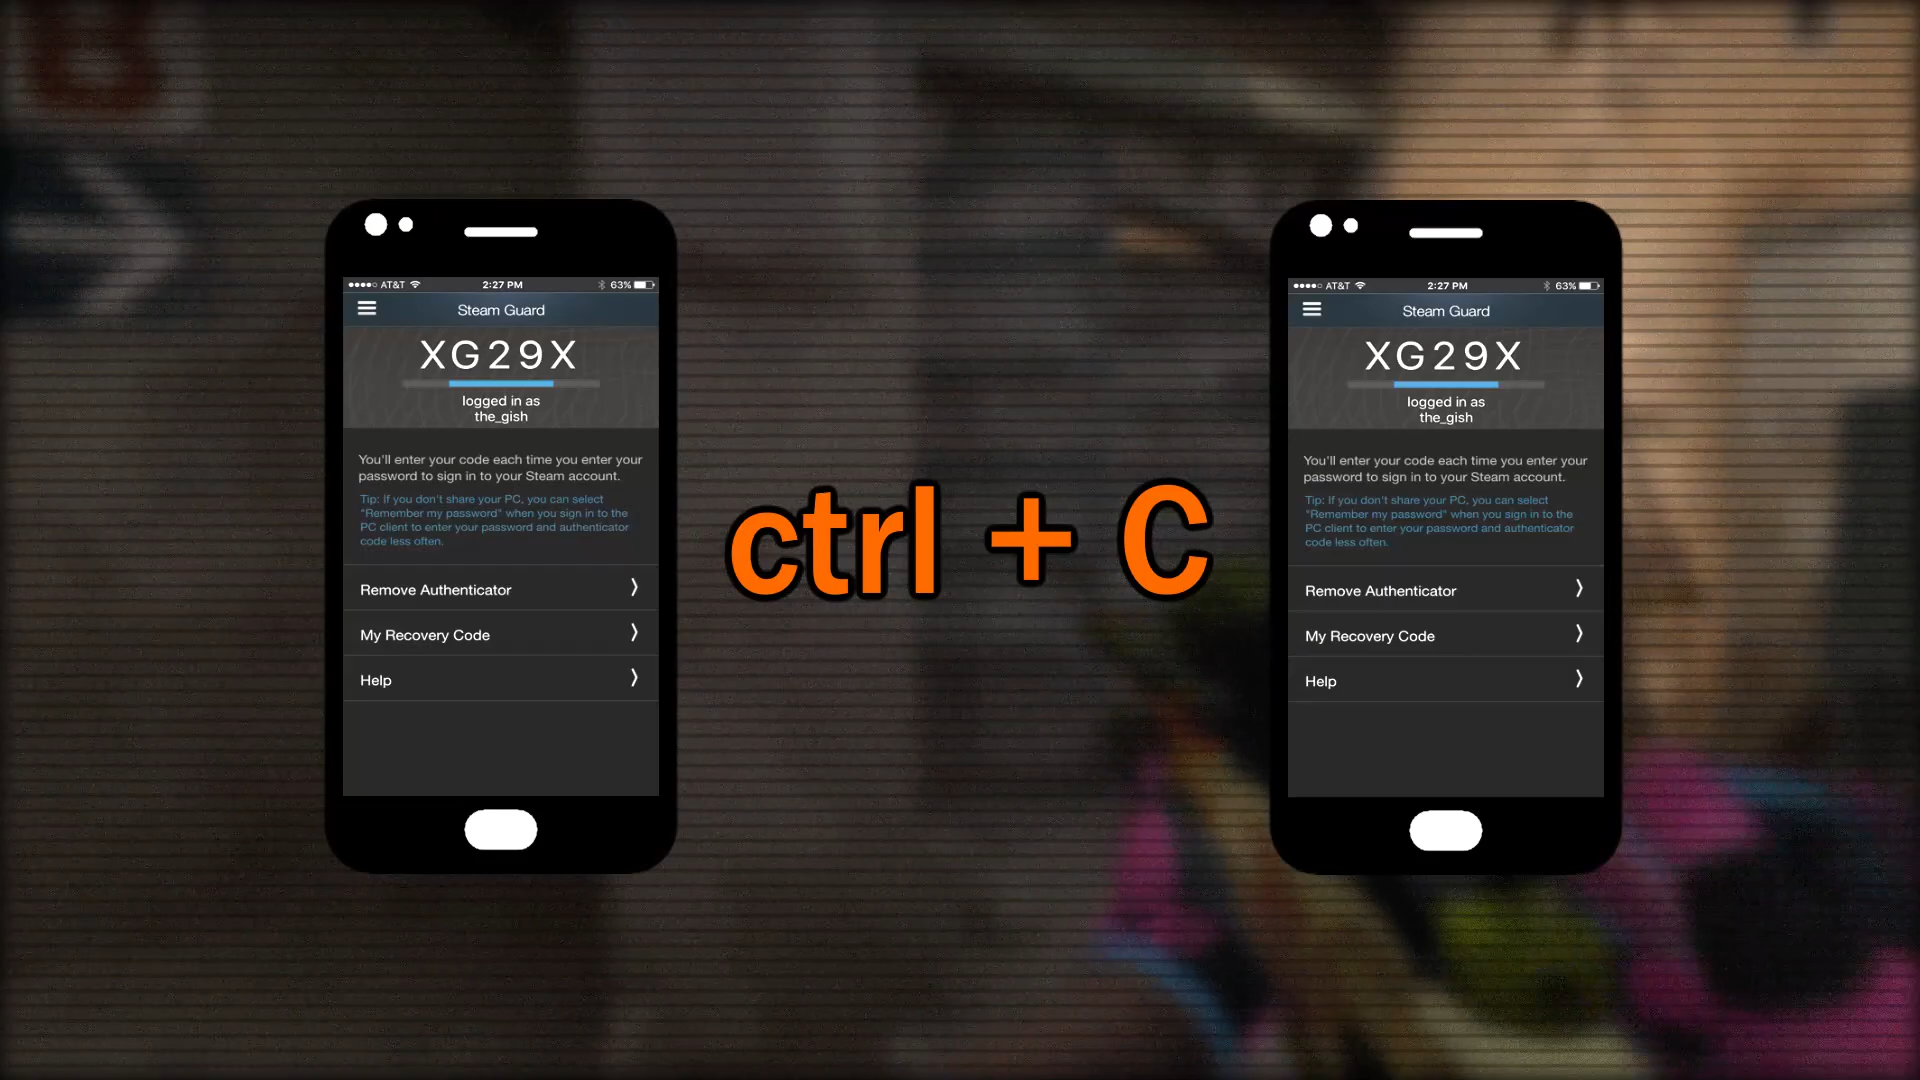 AT&T 2:27 PM 63%
Steam Guard
XG29X
logged in as
the_gish
You'll enter your code each time you enter your
password to sign in to your Steam account.
Tip: If you don't share your PC, you can select
"Remember my password" when you sign in to the
PC client to enter your password and authenticator
code less often.
Remove Authenticator
My Recovery Code
Help
ctrl + C
AT&T 2:27 PM 63%
Steam Guard
XG29X
logged in as
the_gish
You'll enter your code each time you enter your
password to sign in to your Steam account.
Tip: If you don't share your PC, you can select
"Remember my password" when you sign in to the
PC client to enter your password and authenticator
code less often.
Remove Authenticator
My Recovery Code
Help